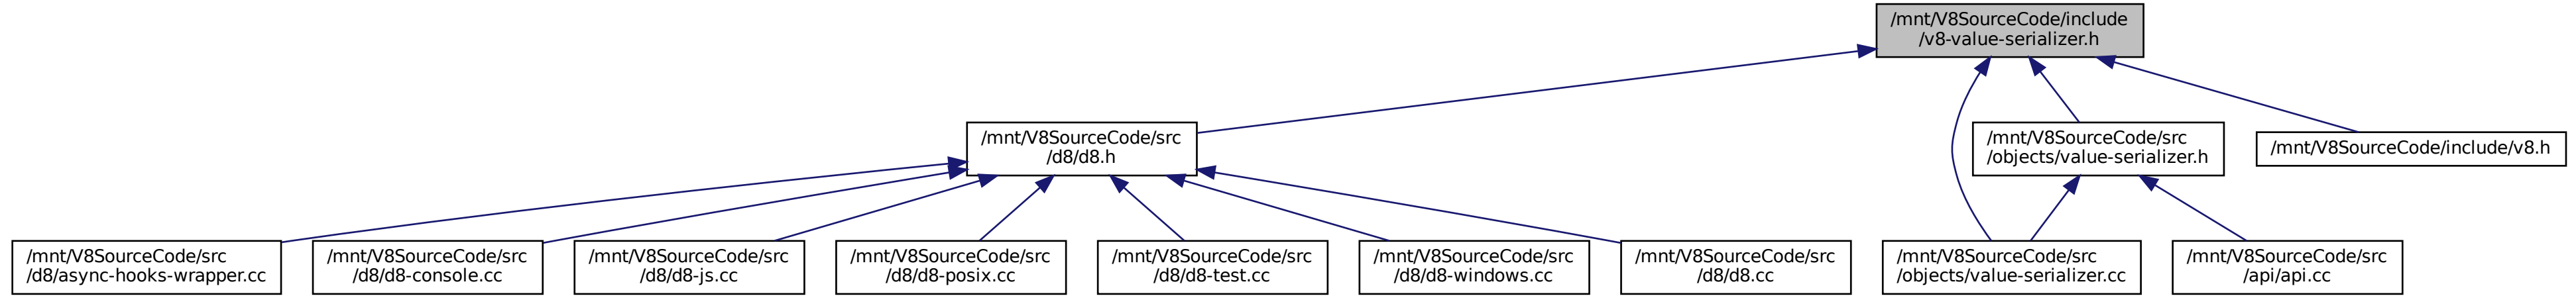 /mnt/V8SourceCode/include
/v8-value-serializer.h
/mnt/V8SourceCode/src
/d8/d8.h
/mnt/V8SourceCode/src
/objects/value-serializer.h
/mnt/V8SourceCode/include/v8.h
/mnt/V8SourceCode/src
/d8/async-hooks-wrapper.cc
/mnt/V8SourceCode/src
/d8/d8-console.cc
/mnt/V8SourceCode/src
/d8/d8-js.cc
/mnt/V8SourceCode/src
/d8/d8-posix.cc
/mnt/V8SourceCode/src
/d8/d8-test.cc
/mnt/V8SourceCode/src
/d8/d8-windows.cc
/mnt/V8SourceCode/src
/d8/d8.cc
/mnt/V8SourceCode/src
/objects/value-serializer.cc
/mnt/V8SourceCode/src
/api/api.cc